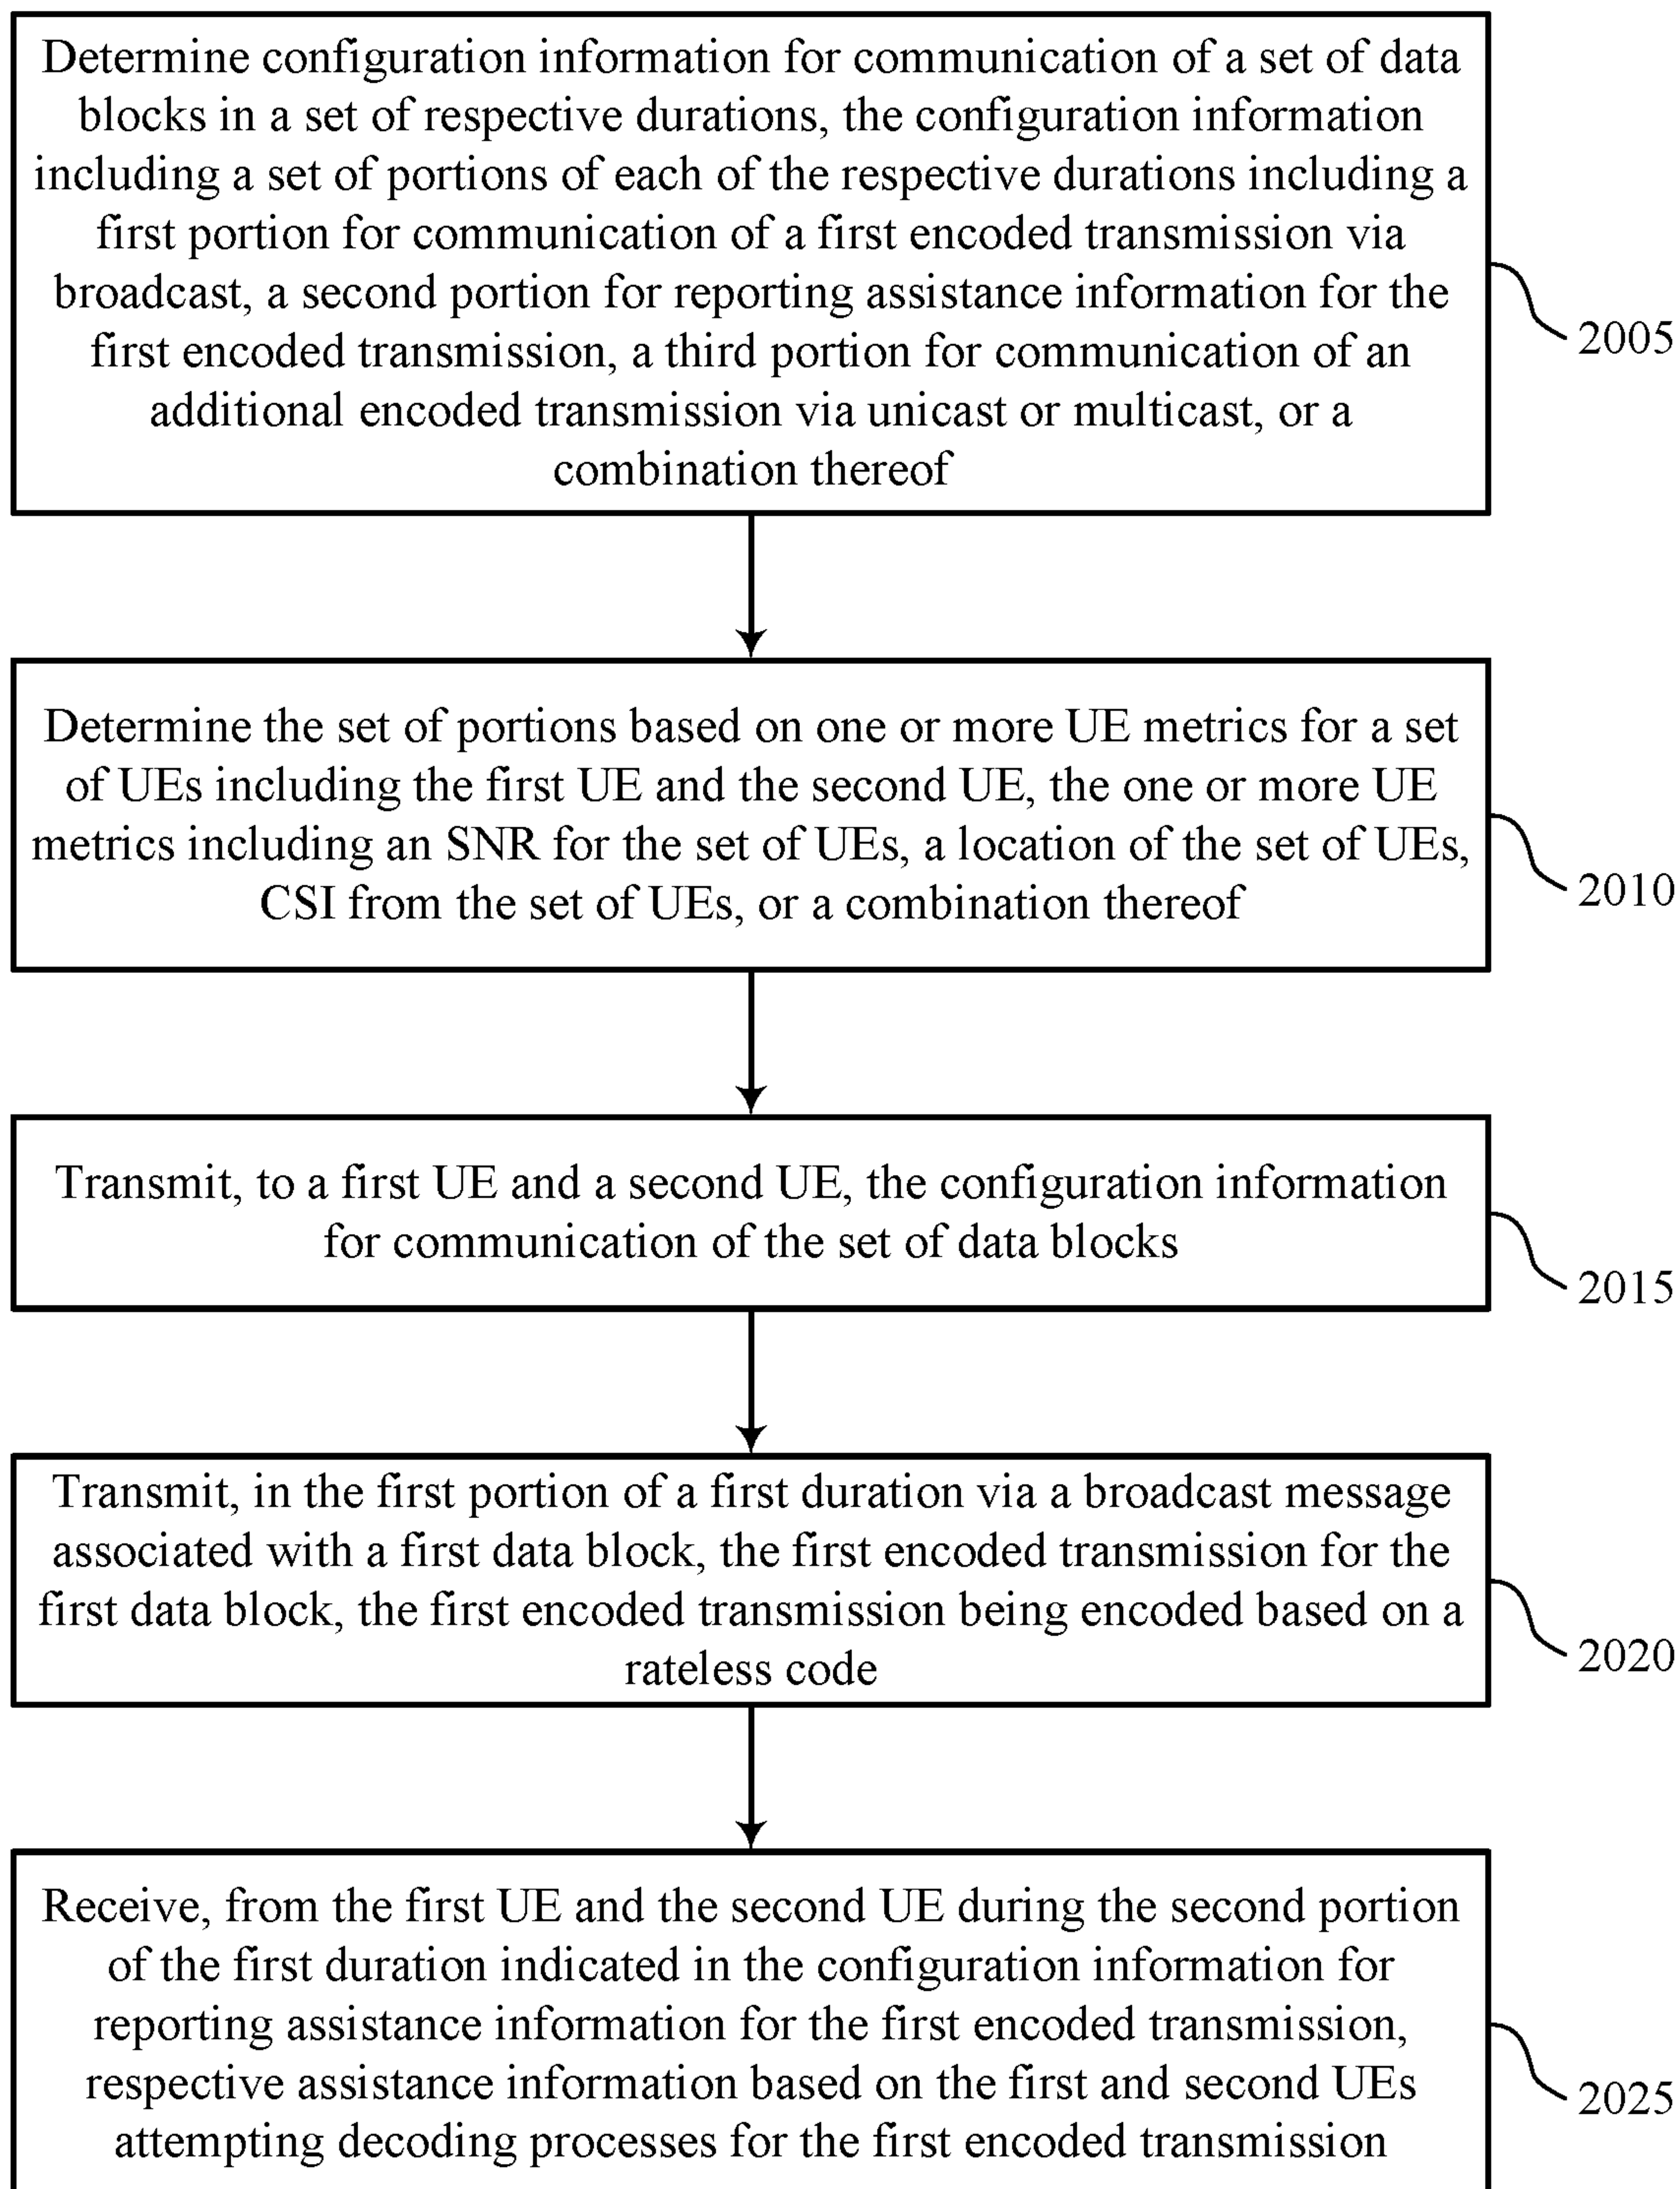 Determine configuration information for communication of a set of data
blocks in a set of respective durations, the configuration information
including a set of portions of each of the respective durations including a
first portion for communication of a first encoded transmission via
broadcast, a second portion for reporting assistance information for the
first encoded transmission, a third portion for communication of an
additional encoded transmission via unicast or multicast, or a
combination thereof
2005
Determine the set of portions based on one or more UE metrics for a set
of UEs including the first UE and the second UE, the one or more UE
metrics including an SNR for the set of UEs, a location of the set of UEs,
CSI from the set of UEs, or a combination thereof
2010
Transmit, to a first UE and a second UE, the configuration information
for communication of the set of data blocks
2015
Transmit, in the first portion of a first duration via a broadcast message
associated with a first data block, the first encoded transmission for the
first data block, the first encoded transmission being encoded based on a
rateless code
2020
Receive, from the first UE and the second UE during the second portion
of the first duration indicated in the configuration information for
reporting assistance information for the first encoded transmission,
respective assistance information based on the first and second UEs
attempting decoding processes for the first encoded transmission
2025